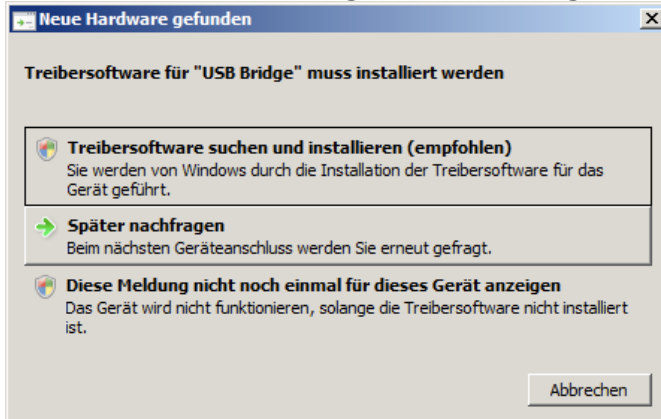 Neue Hardware gefunden
Treibersoftware für "USB Bridge" muss installiert werden
Treibersoftware suchen und installieren (empfohlen)
Sie werden von Windows durch die Installation der Treibersoftware für das
Gerät geführt.
Später nachfragen
Beim nächsten Geräteanschluss werden Sie erneut gefragt.
Diese Meldung nicht noch einmal für dieses Gerät anzeigen
Das Gerät wird nicht funktionieren, solange die Treibersoftware nicht installiert
ist.
Abbrechen